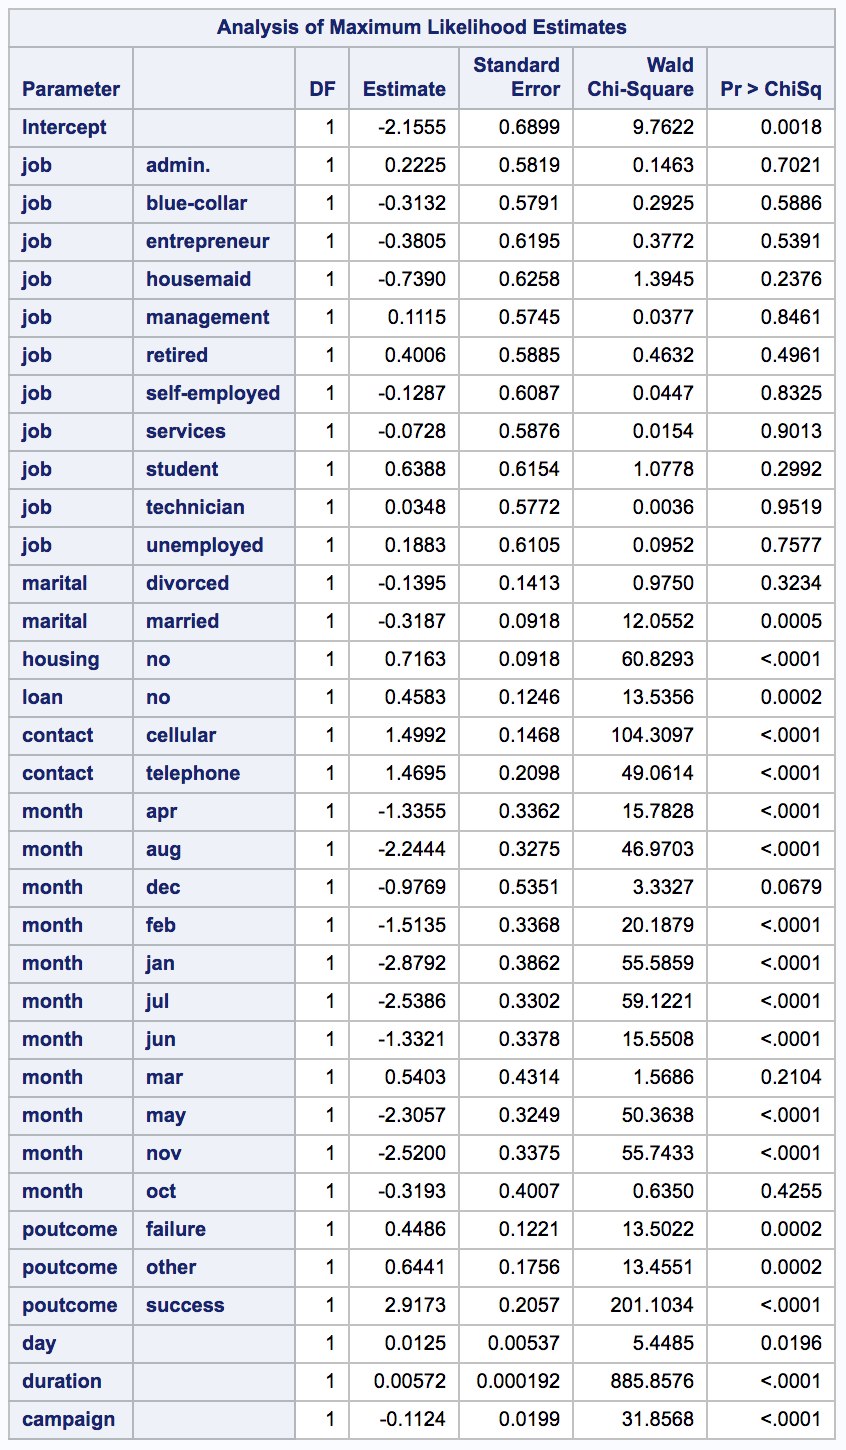 Analysis of Maximum Likelihood Estimates
Parameter DF Estimate Standard Error Wald Chi-Square Pr > ChiSq
Intercept 1 -2.1555 0.6899 9.7622 0.0018
job admin. 1 0.2225 0.5819 0.1463 0.7021
job blue-collar 1 -0.3132 0.5791 0.2925 0.5886
job entrepreneur 1 -0.3805 0.6195 0.3772 0.5391
job housemaid 1 -0.7390 0.6258 1.3945 0.2376
job management 1 0.1115 0.5745 0.0377 0.8461
job retired 1 0.4006 0.5885 0.4632 0.4961
job self-employed 1 -0.1287 0.6087 0.0447 0.8325
job services 1 -0.0728 0.5876 0.0154 0.9013
job student 1 0.6388 0.6154 1.0778 0.2992
job technician 1 0.0348 0.5772 0.0036 0.9519
job unemployed 1 0.1883 0.6105 0.0952 0.7577
marital divorced 1 -0.1395 0.1413 0.9750 0.3234
marital married 1 -0.3187 0.0918 12.0552 0.0005
housing no 1 0.7163 0.0918 60.8293 <.0001
loan no 1 0.4583 0.1246 13.5356 0.0002
contact cellular 1 1.4992 0.1468 104.3097 <.0001
contact telephone 1 1.4695 0.2098 49.0614 <.0001
month apr 1 -1.3355 0.3362 15.7828 <.0001
month aug 1 -2.2444 0.3275 46.9703 <.0001
month dec 1 -0.9769 0.5351 3.3327 0.0679
month feb 1 -1.5135 0.3368 20.1879 <.0001
month jan 1 -2.8792 0.3862 55.5859 <.0001
month jul 1 -2.5386 0.3302 59.1221 <.0001
month jun 1 -1.3321 0.3378 15.5508 <.0001
month mar 1 0.5403 0.4314 1.5686 0.2104
month may 1 -2.3057 0.3249 50.3638 <.0001
month nov 1 -2.5200 0.3375 55.7433 <.0001
month oct 1 -0.3193 0.4007 0.6350 0.4255
poutcome failure 1 0.4486 0.1221 13.5022 0.0002
poutcome other 1 0.6441 0.1756 13.4551 0.0002
poutcome success 1 2.9173 0.2057 201.1034 <.0001
day 1 0.0125 0.00537 5.4485 0.0196
duration 1 0.00572 0.000192 885.8576 <.0001
campaign 1 -0.1124 0.0199 31.8568 <.0001